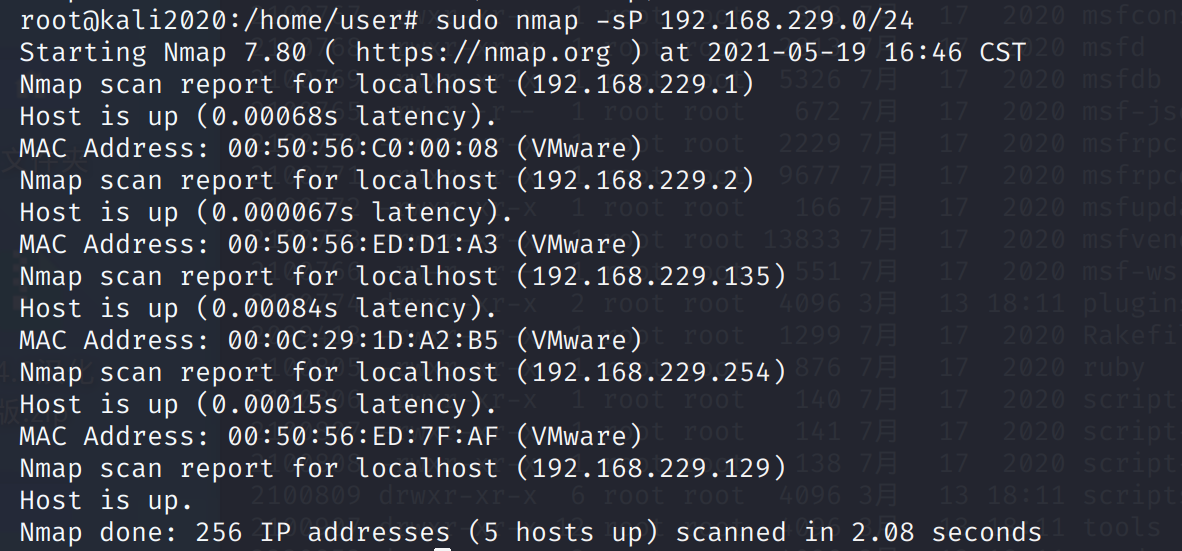 root@kali2020:/home/user# sudo nmap -sP 192.168.229.0/24
Starting Nmap 7.80 ( https://nmap.org ) at 2021-05-19 16:46 CST
Nmap scan report for localhost (192.168.229.1)
Host is up (0.00068s latency).
MAC Address: 00:50:56:C0:00:08 (VMware)
Nmap scan report for localhost (192.168.229.2)
Host is up (0.000067s latency).
MAC Address: 00:50:56:ED:D1:A3 (VMware)
Nmap scan report for localhost (192.168.229.135)
Host is up (0.00084s latency).
MAC Address: 00:0C:29:1D:A2:B5 (VMware)
Nmap scan report for localhost (192.168.229.254)
Host is up (0.00015s latency).
MAC Address: 00:50:56:ED:7F:AF (VMware)
Nmap scan report for localhost (192.168.229.129)
Host is up.
Nmap done: 256 IP addresses (5 hosts up) scanned in 2.08 seconds